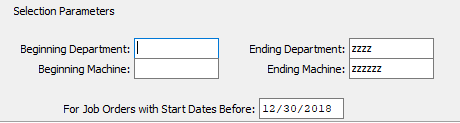 Selection Parameters
Beginning Department: Ending Department: zzzz
Beginning Machine: Ending Machine: zzzzzz
For Job Orders with Start Dates Before: 12/30/2018